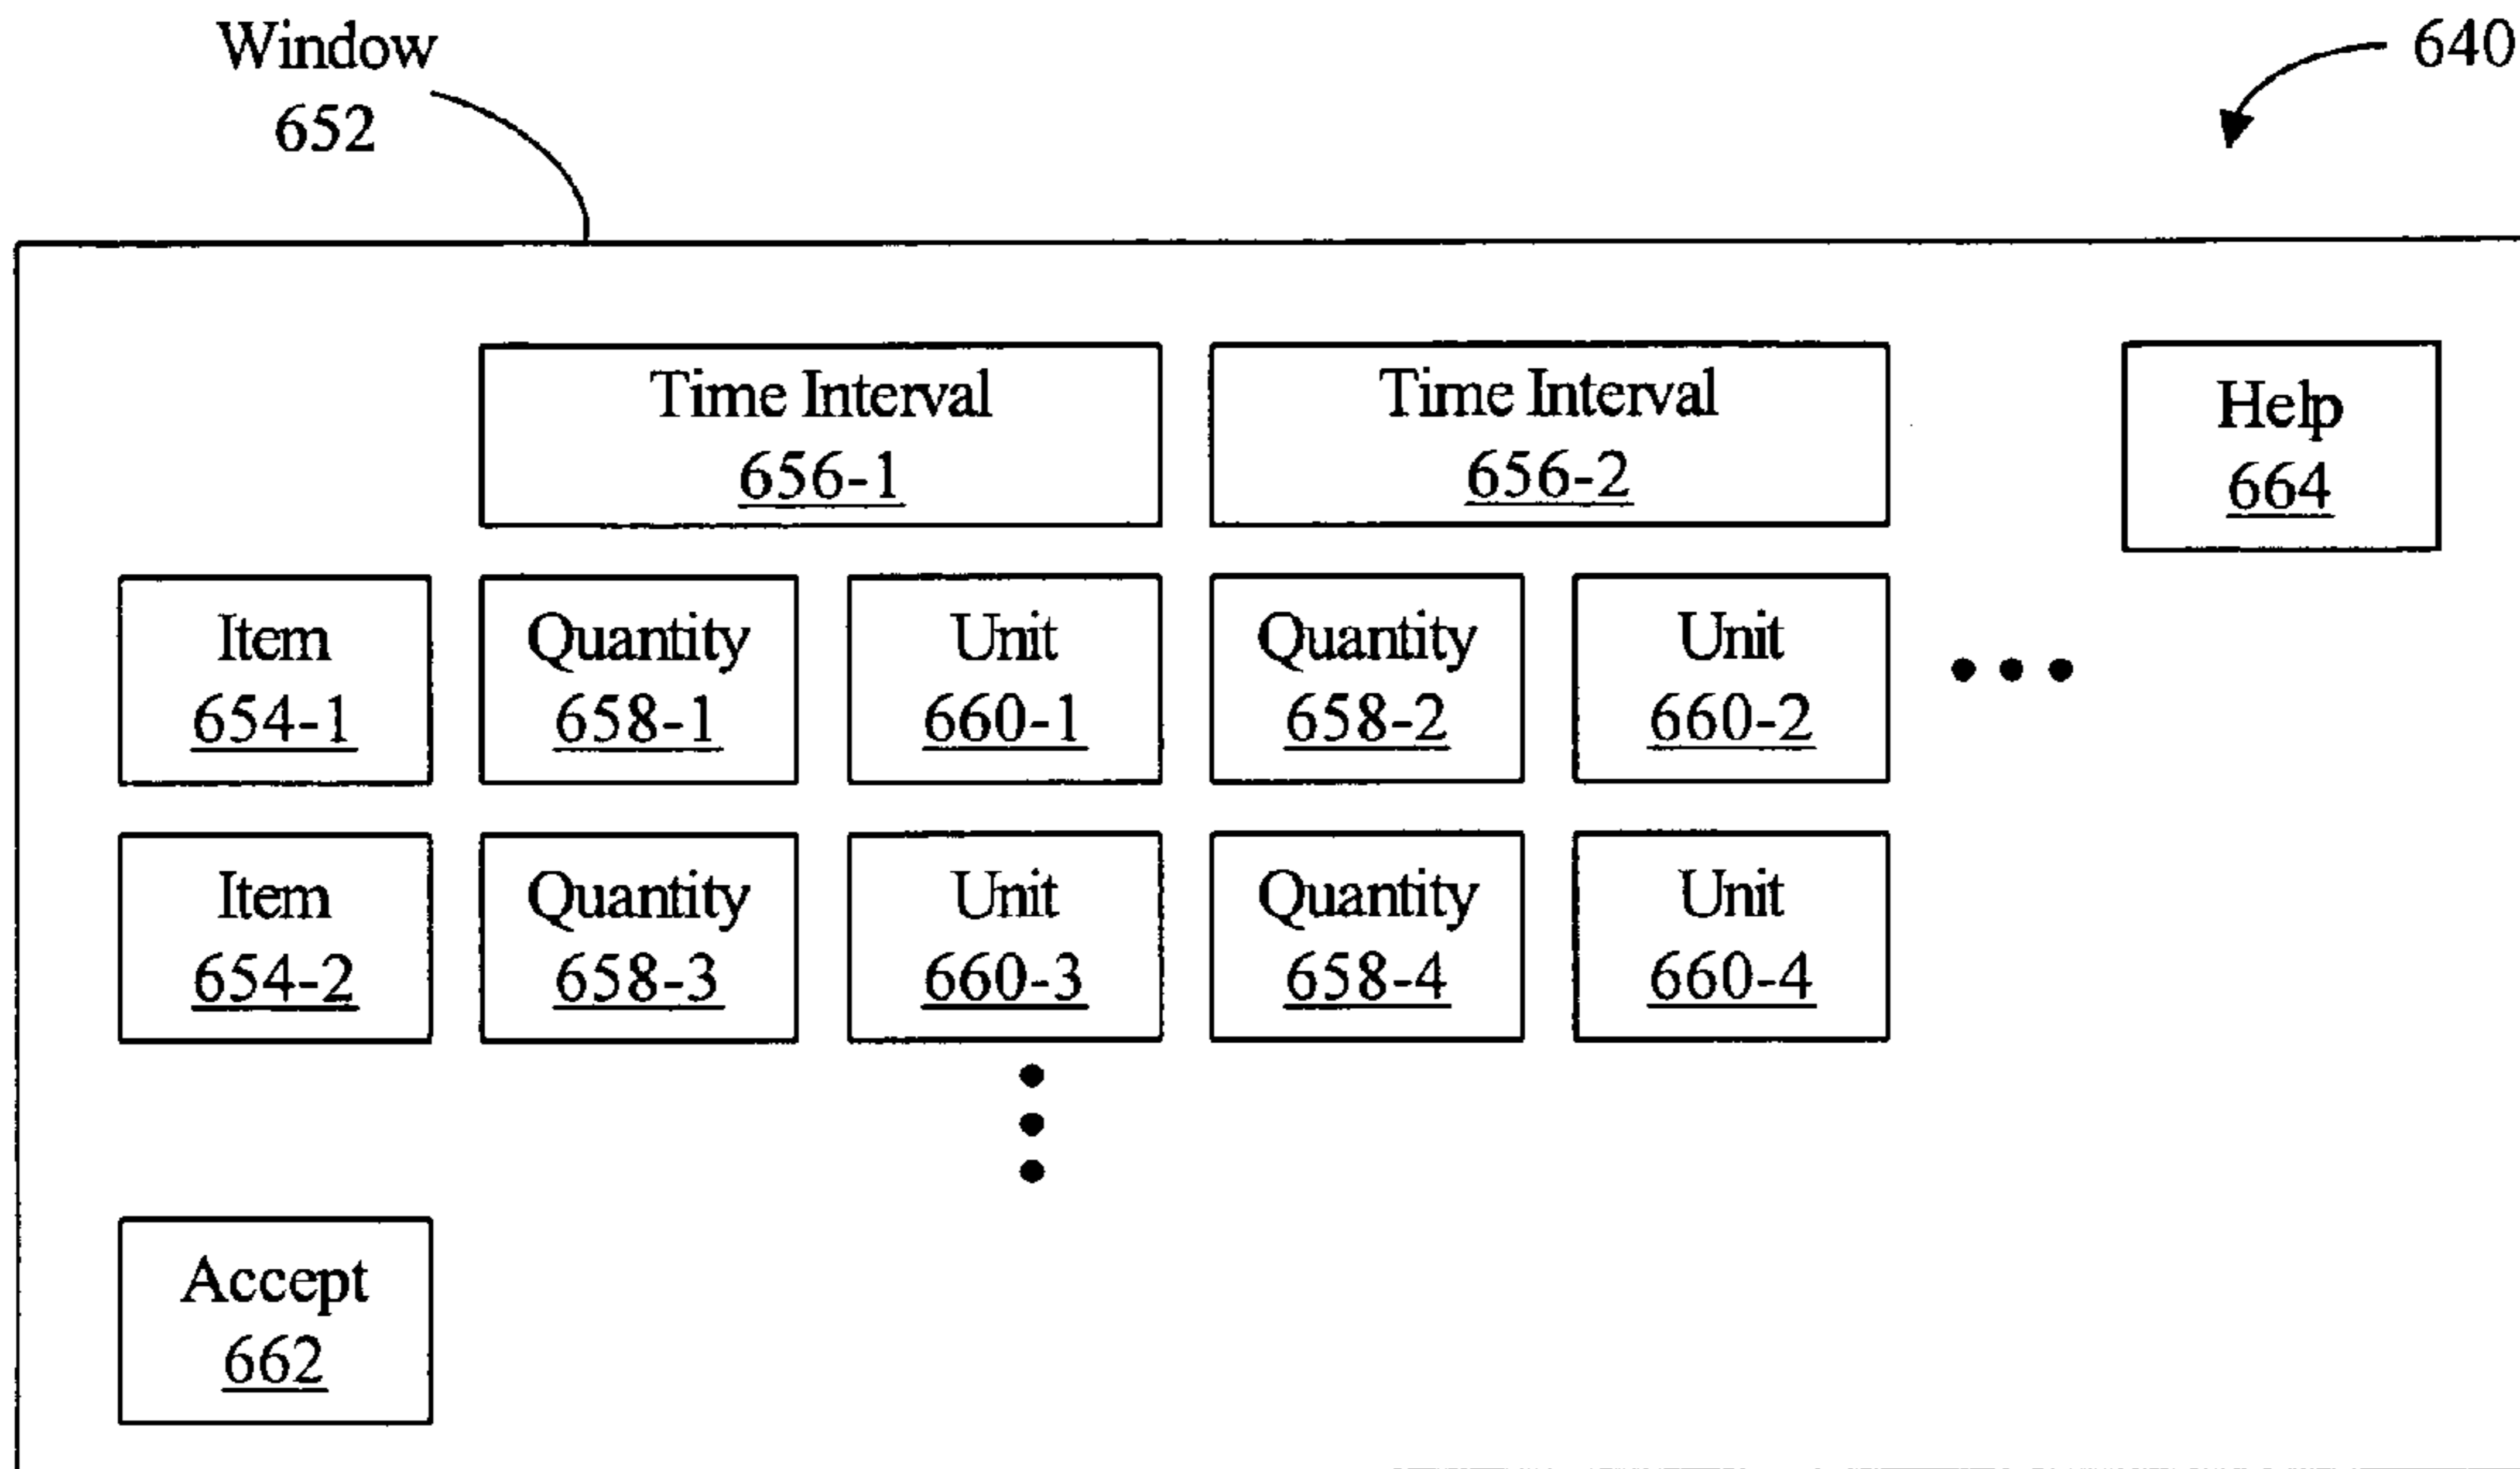 Window
652
640
Time Interval
656-1
Time Interval
656-2
Help
664
Item
654-1
Quantity
658-1
Unit
660-1
Quantity
658-2
Unit
660-2
Item
654-2
Quantity
658-3
Unit
660-3
Quantity
658-4
Unit
660-4
Accept
662